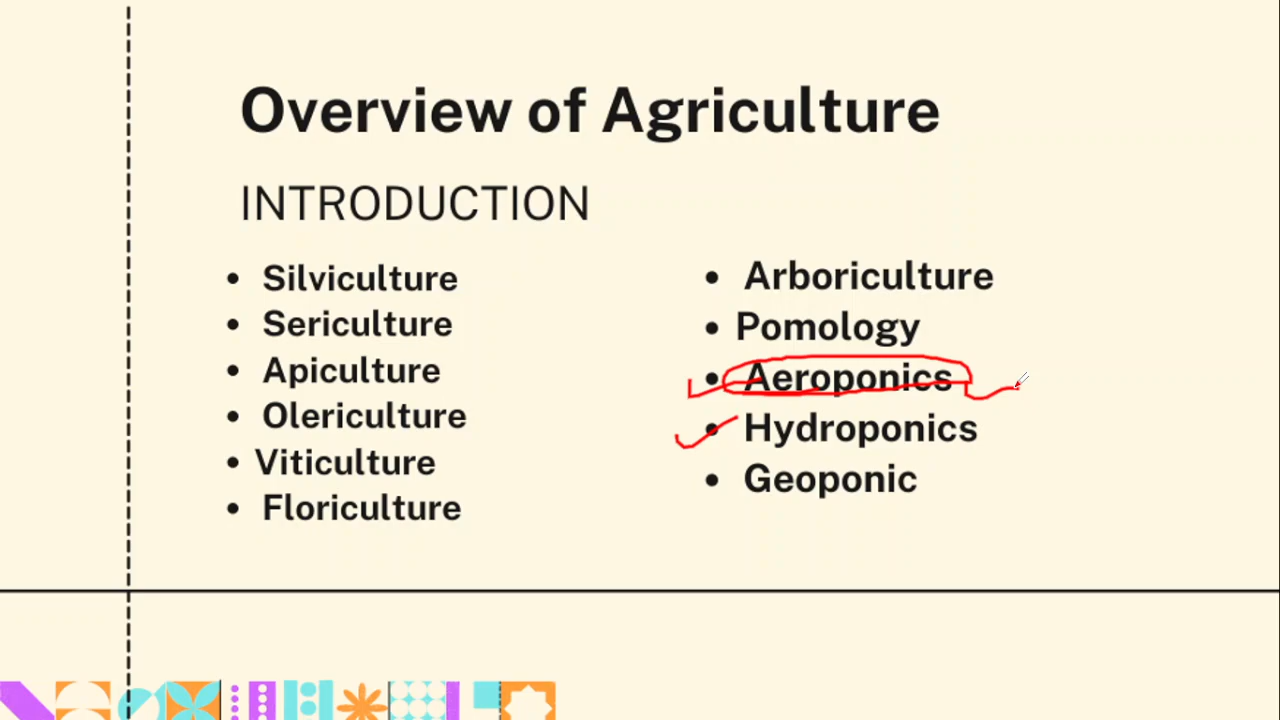 Overview of Agriculture
INTRODUCTION
• Silviculture
• Sericulture
• Apiculture
• Olericulture
• Viticulture
• Floriculture
• Arboriculture
• Pomology
• Aeroponics
• Hydroponics
• Geoponic